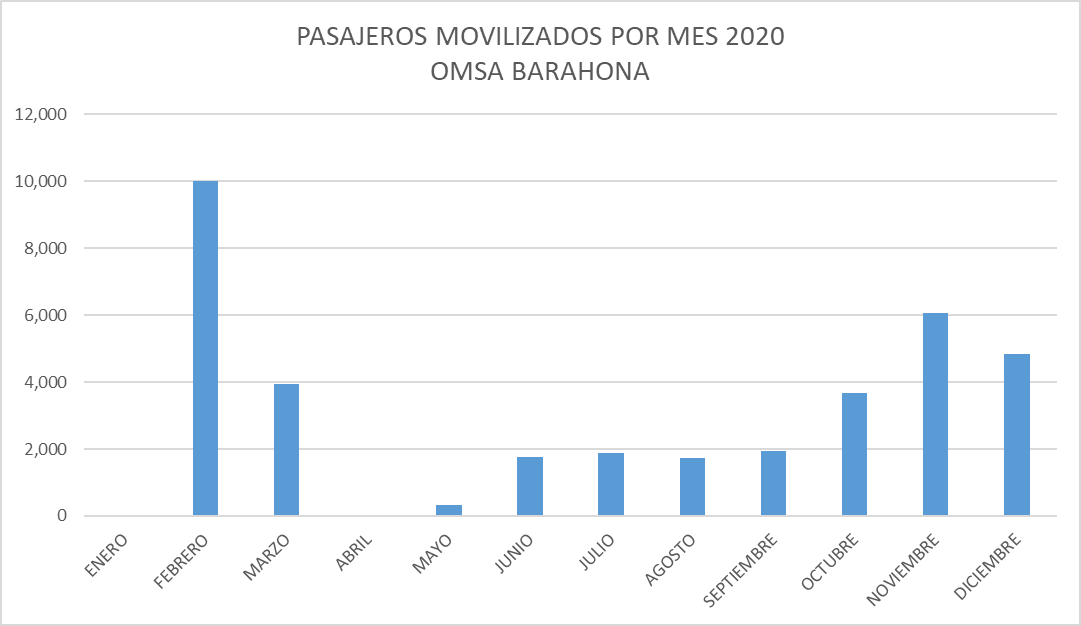 PASAJEROS MOVILIZADOS POR MES 2020
OMSA BARAHONA
12,000
10,000
8,000
6,000
4,000
2,000
0
ENERO
FEBRERO
MARZO
ABRIL
MAYO
JUNIO
JULIO
AGOSTO
SEPTIEMBRE
OCTUBRE
NOVIEMBRE
DICIEMBRE